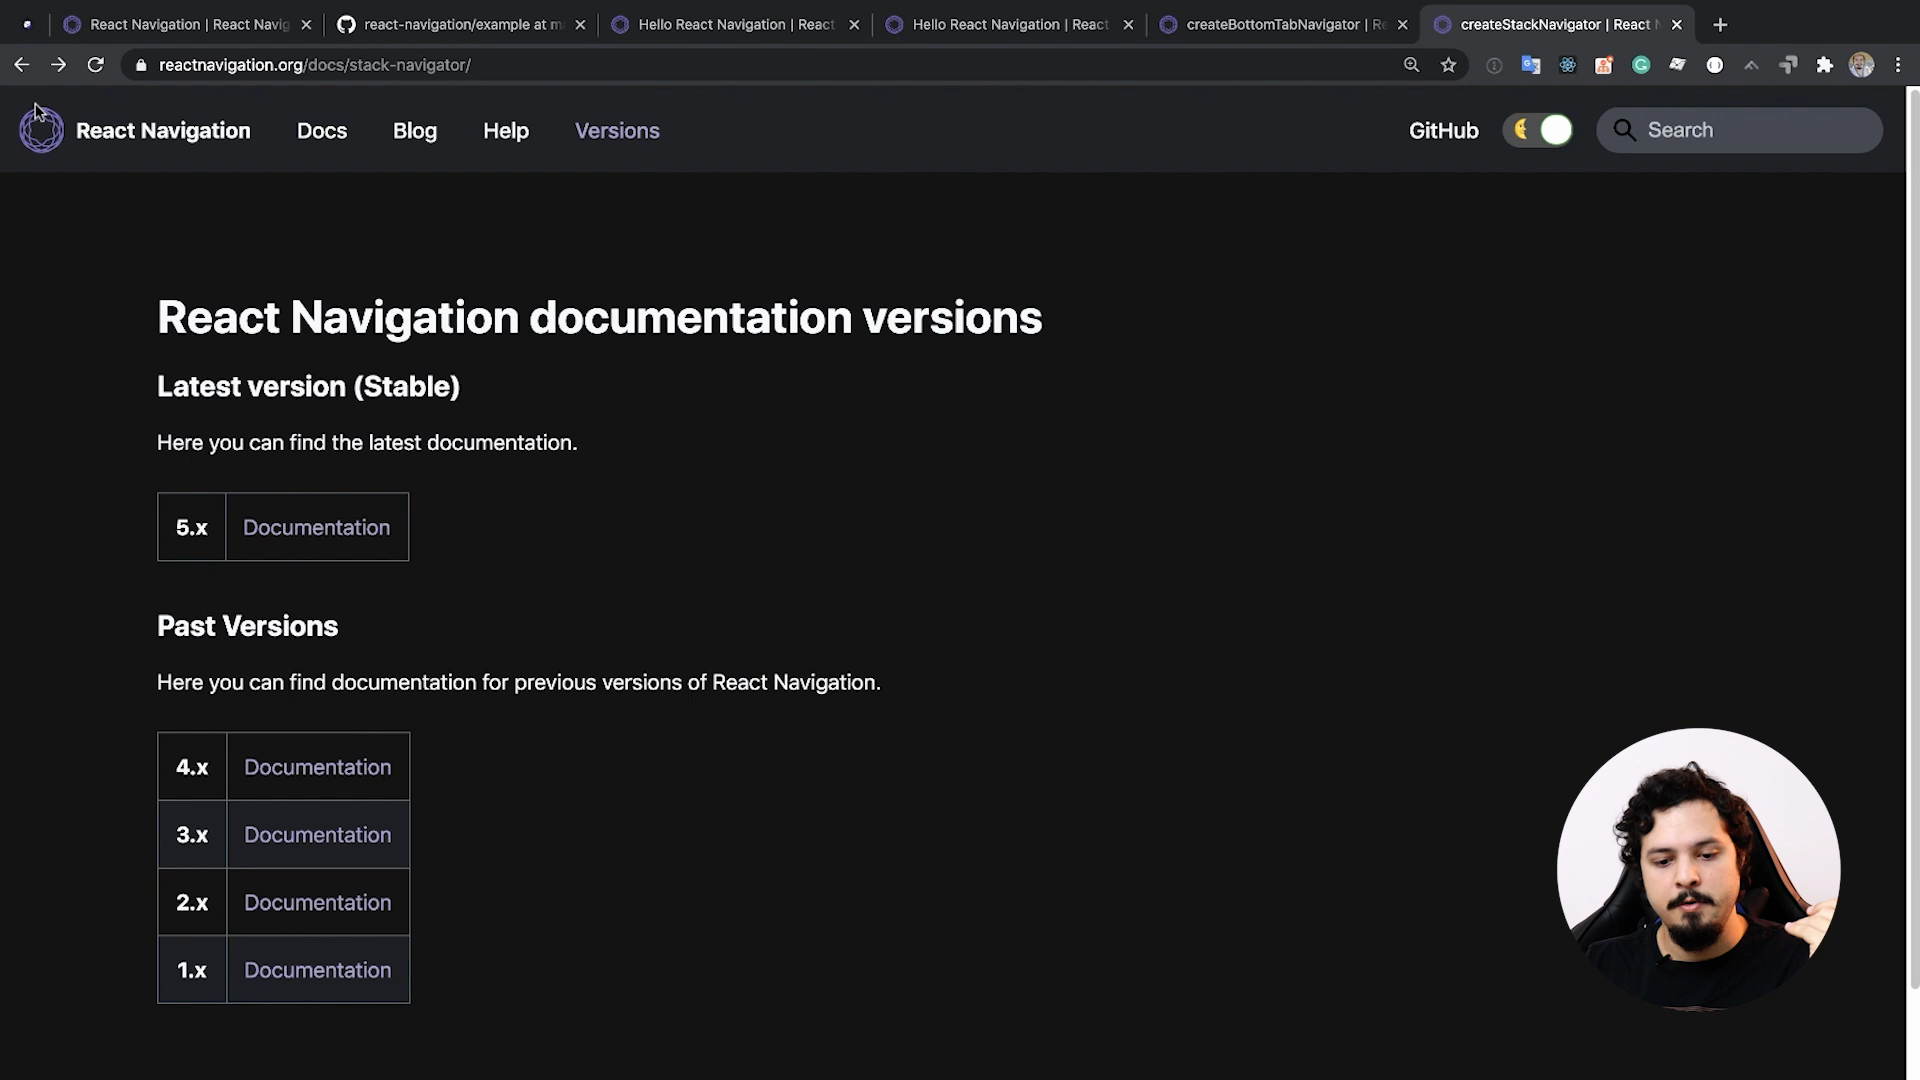 React Navigation | React Navig
react-navigation/example at m
Hello React Navigation | React
Hello React Navigation | React
createBottomTabNavigator | Re
createStackNavigator | React N
reactnavigation.org/docs/stack-navigator/
React Navigation
Docs
Blog
Help
Versions
GitHub
Search
React Navigation documentation versions
Latest version (Stable)
Here you can find the latest documentation.
5.x Documentation
Past Versions
Here you can find documentation for previous versions of React Navigation.
4.x Documentation
3.x Documentation
2.x Documentation
1.x Documentation